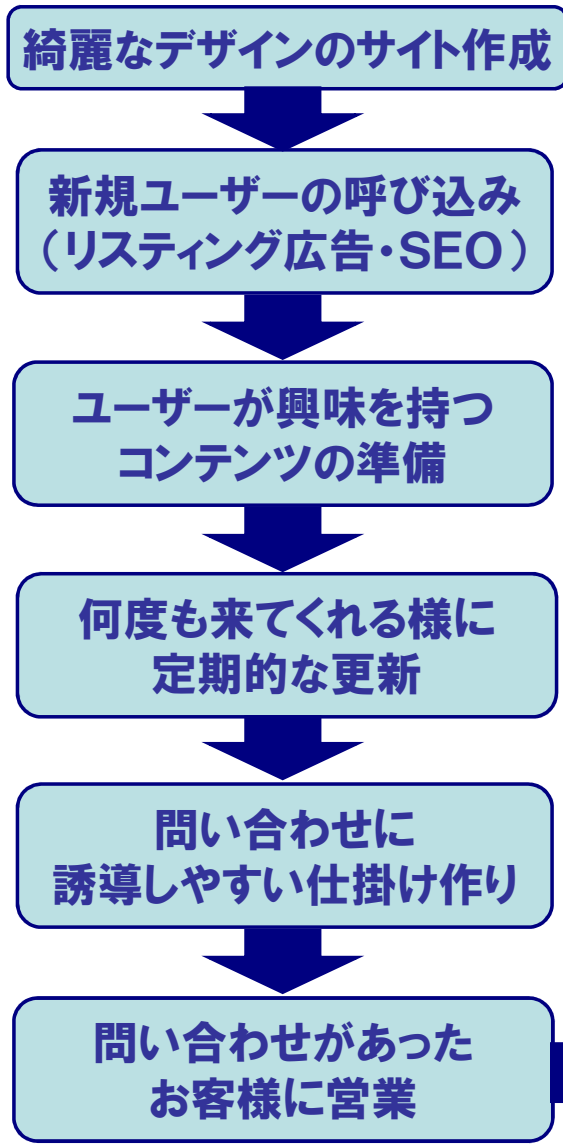 綺麗なデザインのサイト作成
新規ユーザーの呼び込み
（リスティング広告・SEO）
ユーザーが興味を持つ
コンテンツの準備
何度も来てくれる様に
定期的な更新
問い合わせに
誘導しやすい仕掛け作り
問い合わせがあった
お客様に営業